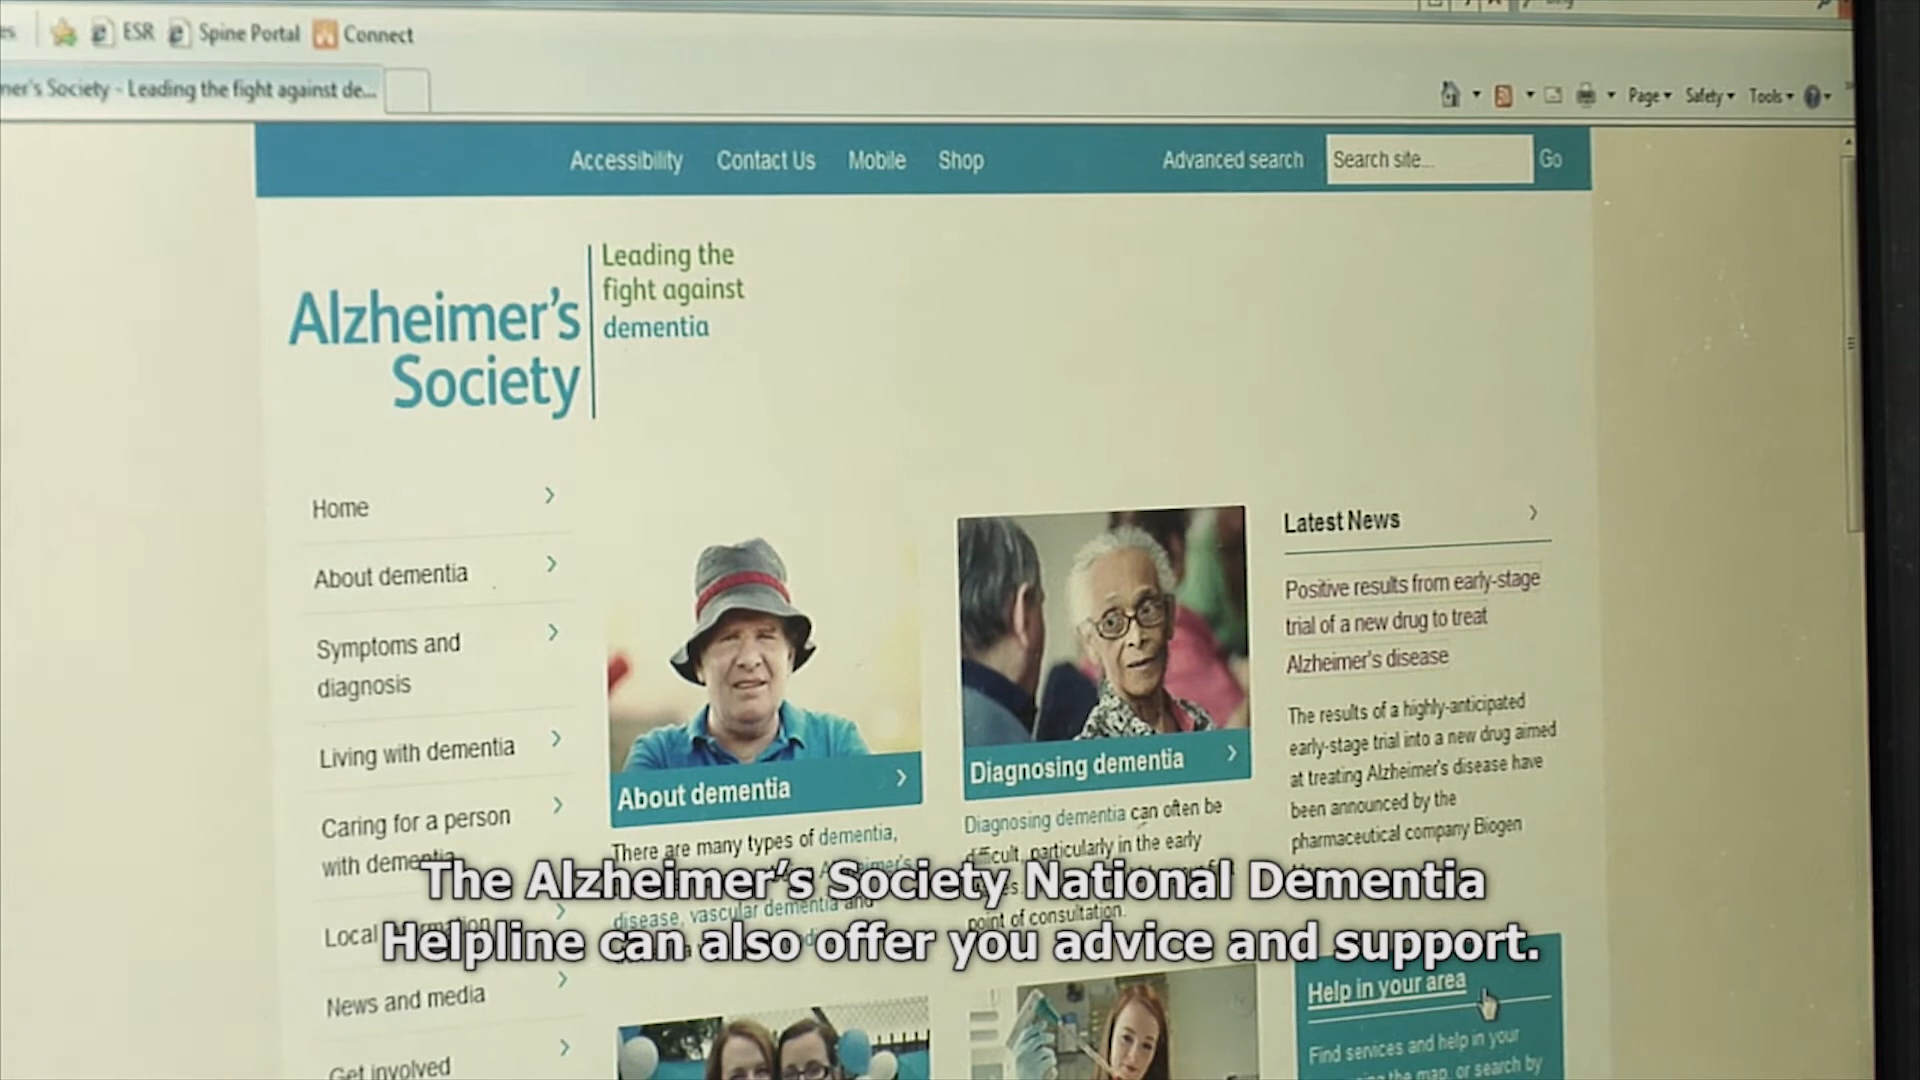 ESR Spine Portal Connect
ner's Society - Leading the fight against de...
Page Safety Tools
Accessibility Contact Us Mobile Shop Advanced search Search site... Go
Leading the
fight against
dementia
Alzheimer's
Society
Home
About dementia
Symptoms and
diagnosis
Living with dementia
Caring for a person
with dementia
Local
News and media
Get involved
About dementia
There are many types of dementia,
disease, vascular dementia and
Diagnosing dementia
Diagnosing dementia can often be
difficult, particularly in the early
point of consultation.
Latest News
Positive results from early-stage
trial of a new drug to treat
Alzheimer's disease
The results of a highly-anticipated
early-stage trial into a new drug aimed
at treating Alzheimer's disease have
been announced by the
pharmaceutical company Biogen
Help in your area
Find services and help in your
the map, or search by
The Alzheimer's Society National Dementia
Helpline can also offer you advice and support.